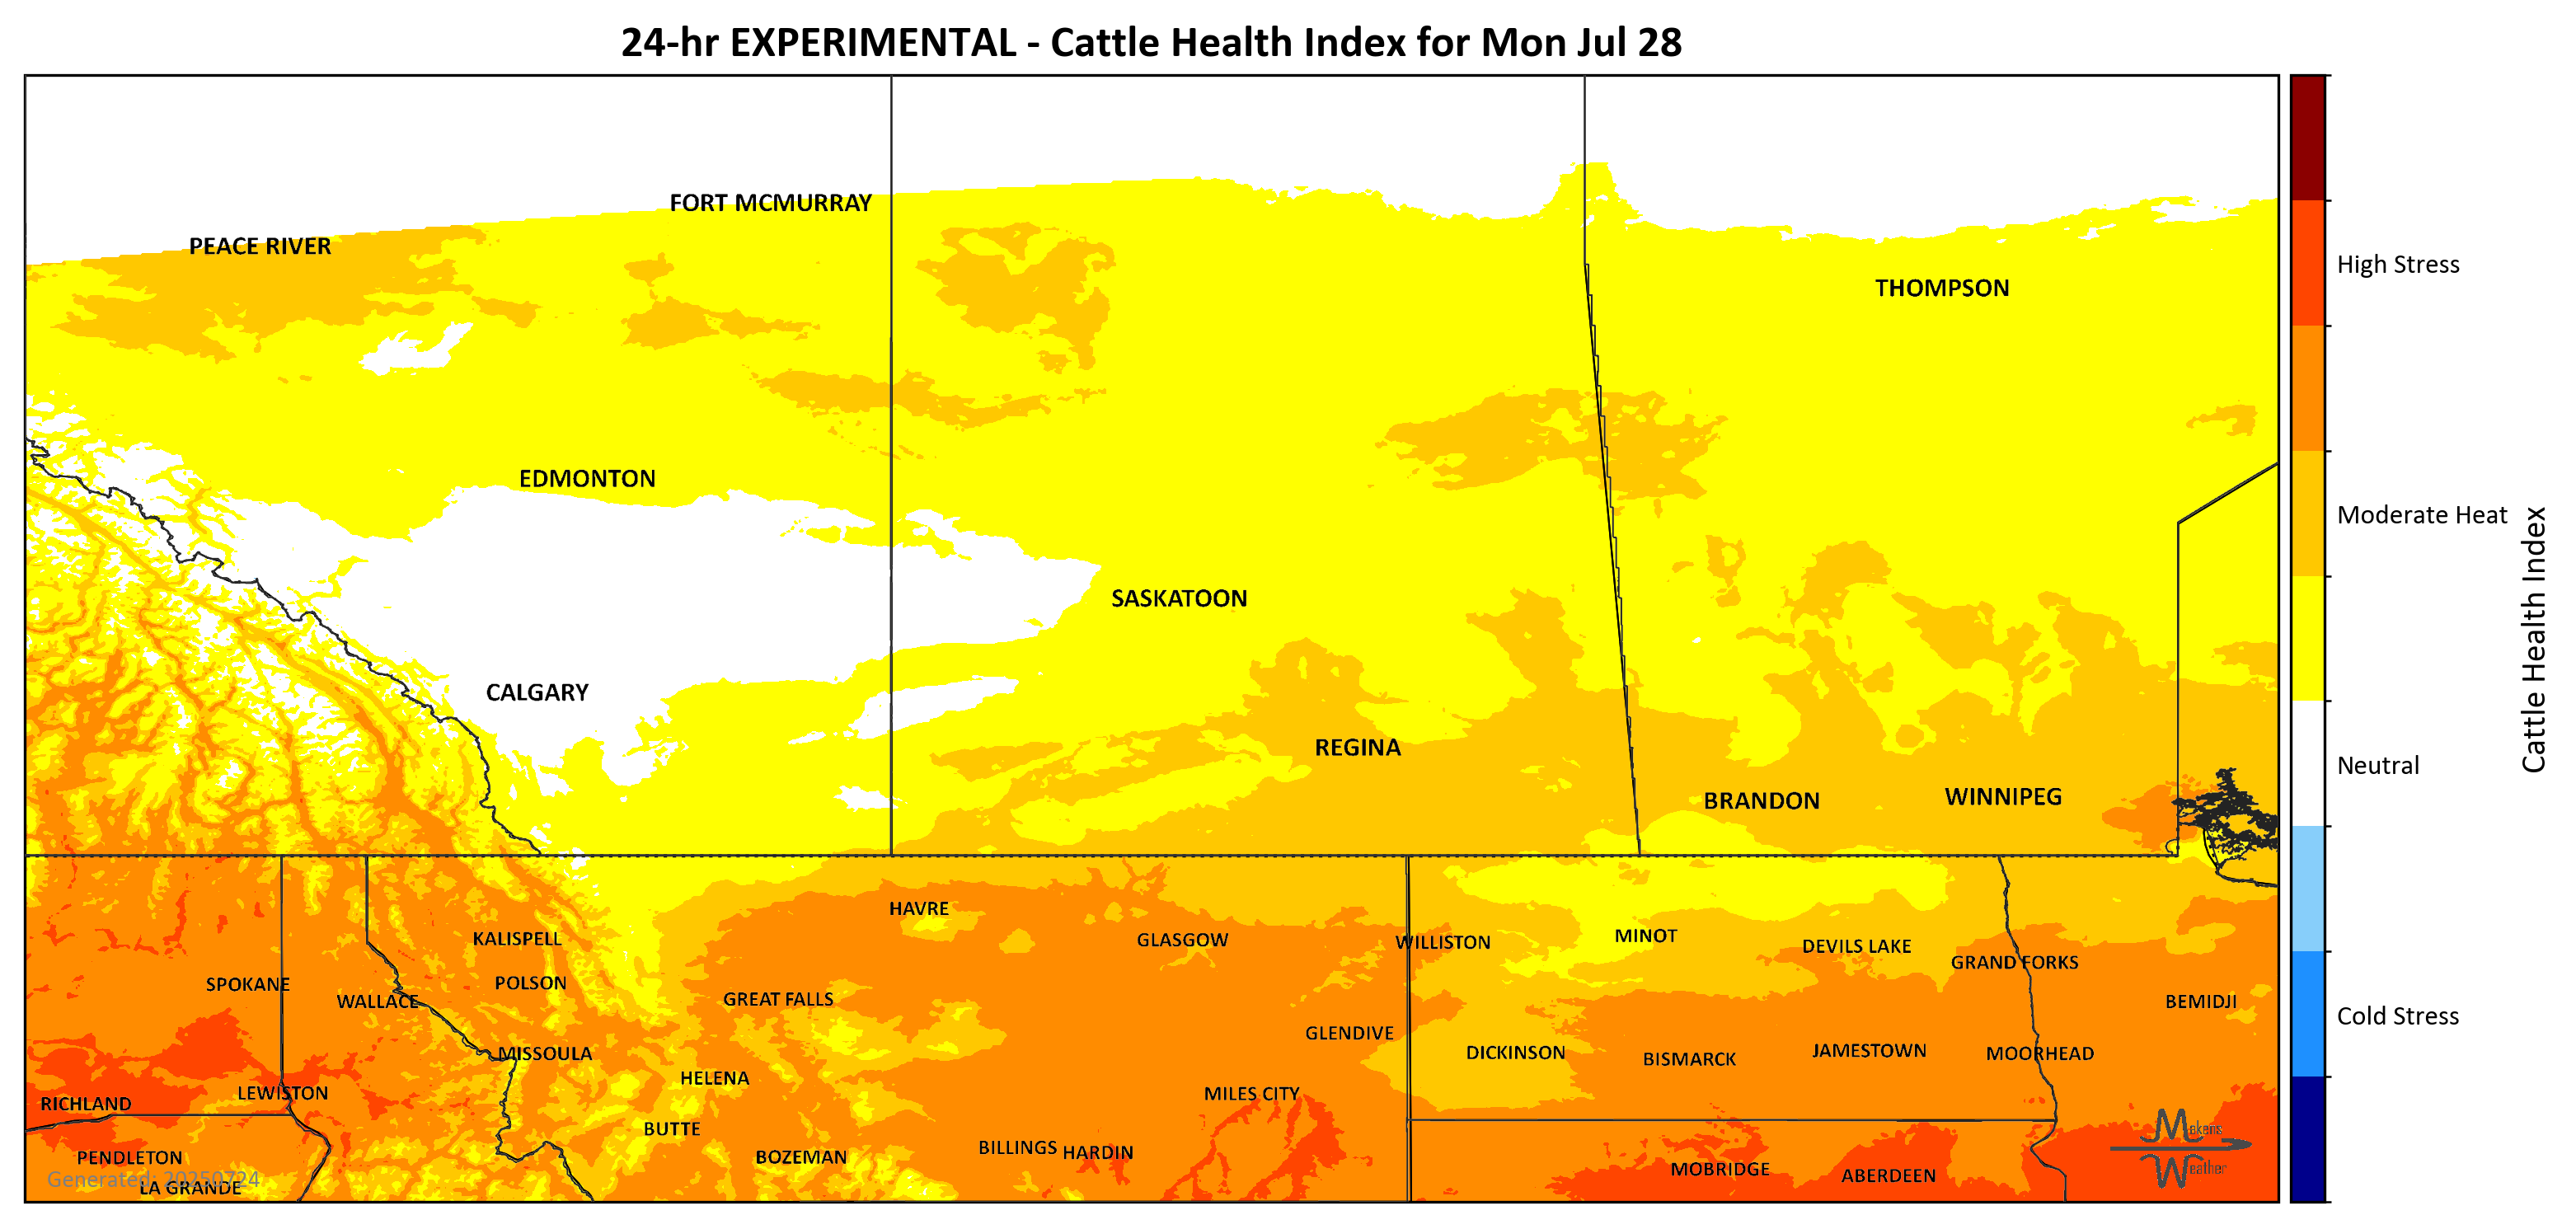 24-hr EXPERIMENTAL - Cattle Health Index for Mon Jul 28
FORT MCMURRAY
PEACE RIVER
THOMPSON
High Stress
EDMONTON
Moderate Heat
SASKATOON
Cattle Health Index
CALGARY
REGINA
Neutral
BRANDON
WINNIPEG
HAVRE
KALISPELL
GLASGOW
WILLISTON
MINOT
DEVILS LAKE
GRAND FORKS
SPOKANE
POLSON
WALLACE
GREAT FALLS
BEMIDJI
Cold Stress
GLENDIVE
MISSOULA
DICKINSON
BISMARCK
JAMESTOWN
MOORHEAD
HELENA
LEWISTON
MILES CITY
RICHLAND
BUTTE
Makens
Weather
BILLINGS
HARDIN
PENDLETON
BOZEMAN
MOBRIDGE
ABERDEEN
Generated: 20250724
LA GRANDE